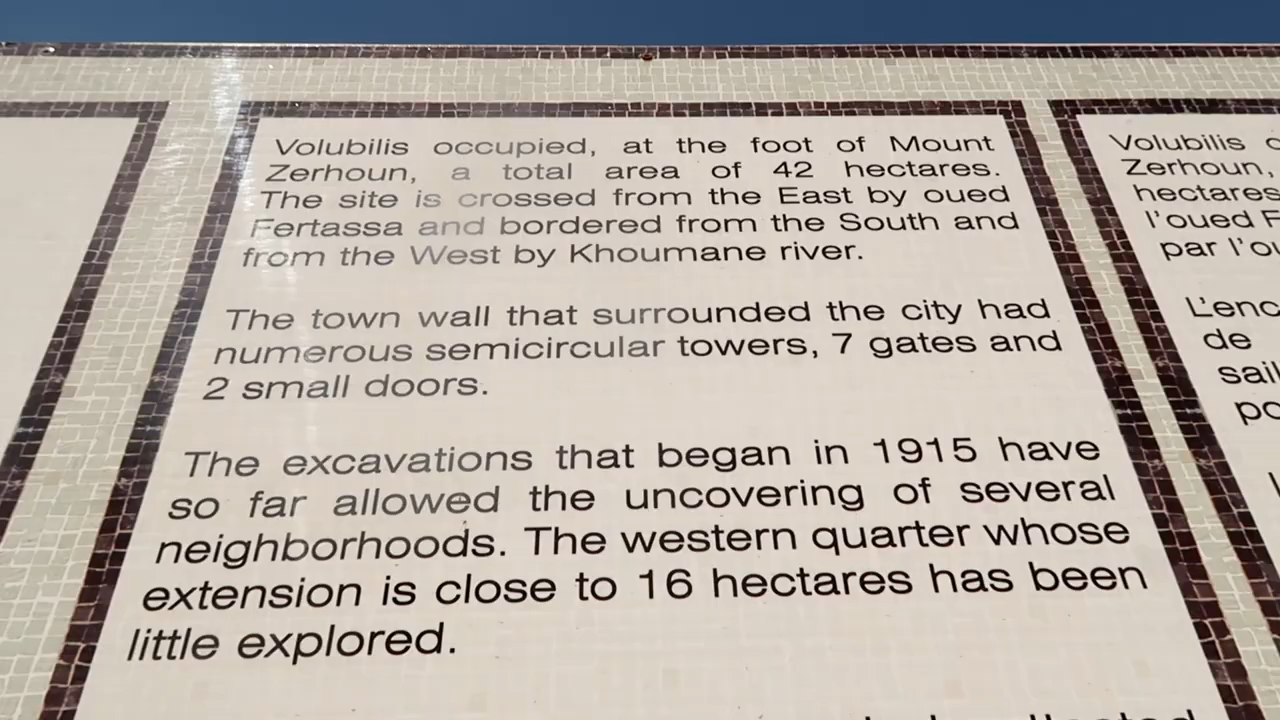 Volubilis occupied, at the foot of Mount
Zerhoun, a total area of 42 hectares.
The site is crossed from the East by oued
Fertassa and bordered from the South and
from the West by Khoumane river.
The town wall that surrounded the city had
numerous semicircular towers, 7 gates and
2 small doors.
The excavations that began in 1915 have
so far allowed the uncovering of several
neighborhoods. The western quarter whose
extension is close to 16 hectares has been
little explored.
Volubilis
Zerhoun,
hectares
l'oued
par
de